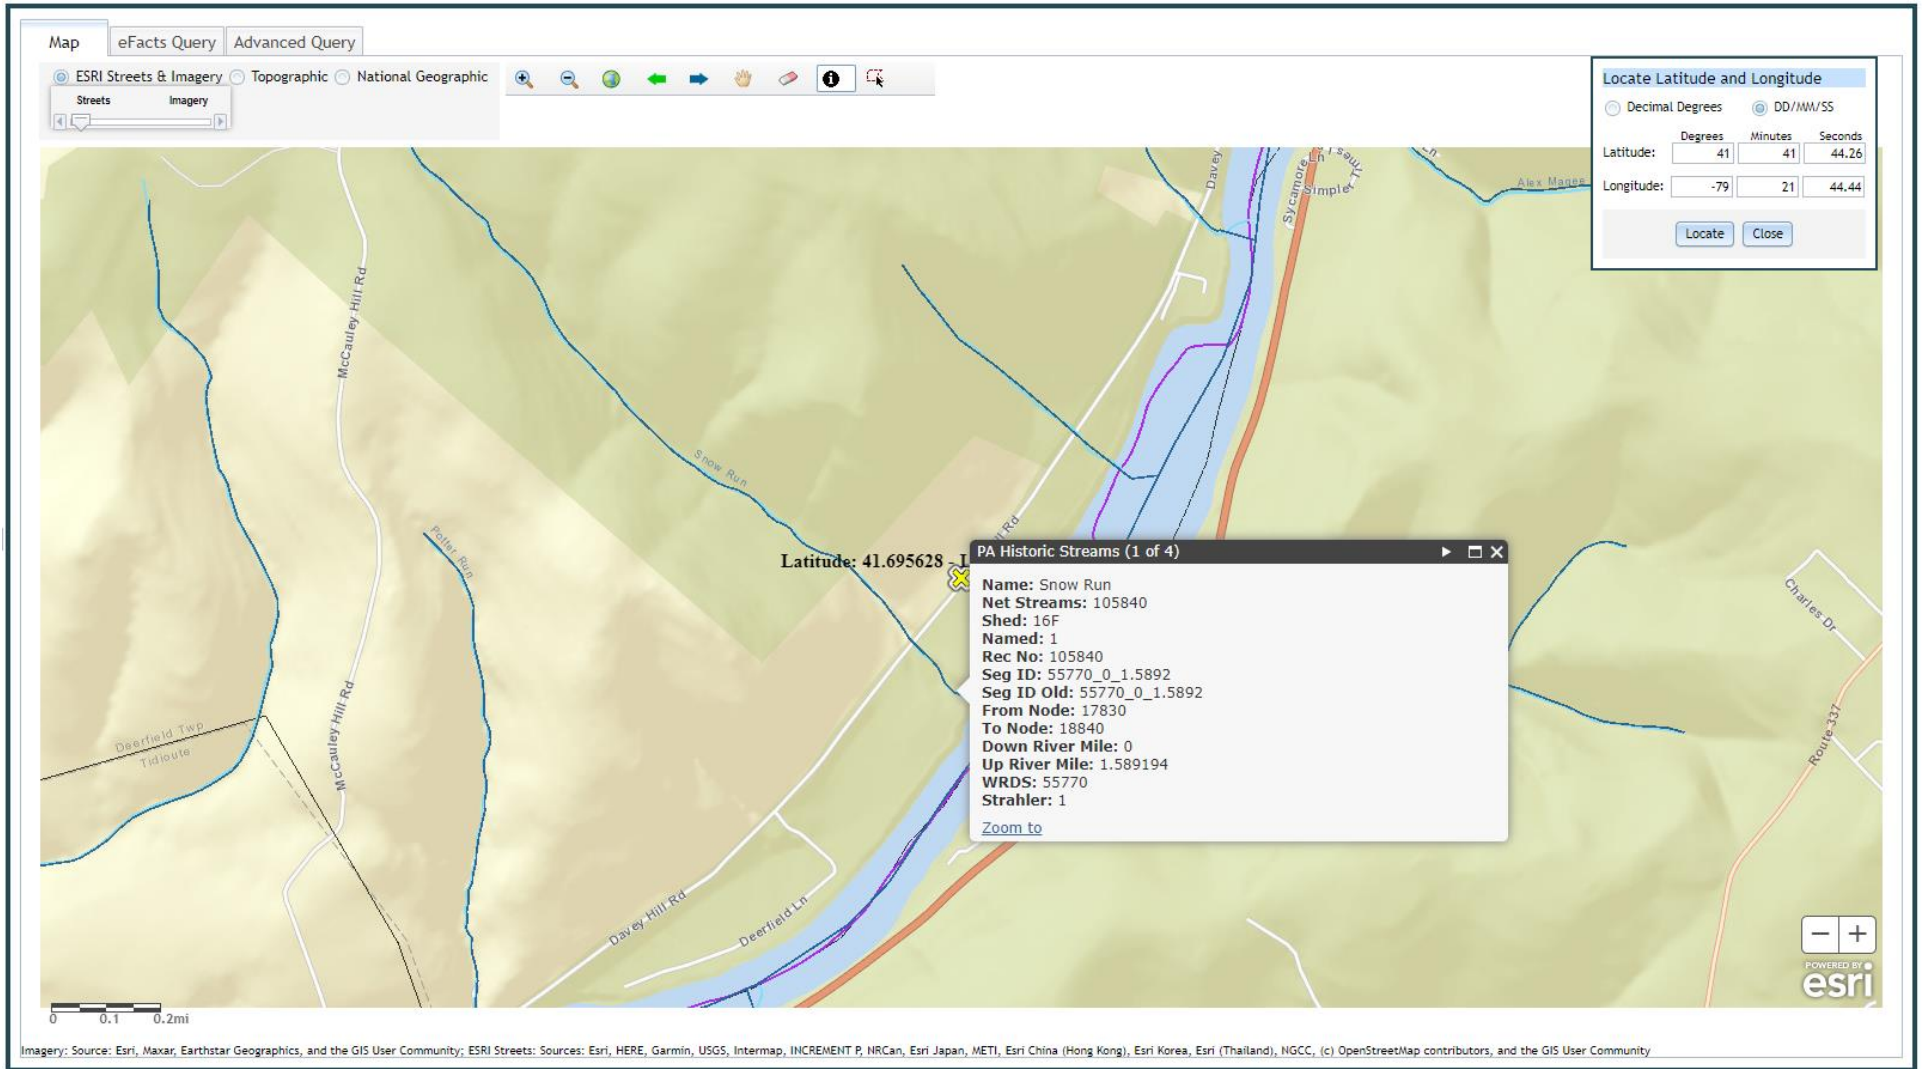 Map
eFacts Query
Advanced Query
ESRI Streets & Imagery
Topographic
National Geographic
Streets
Imagery
Locate Latitude and Longitude
Decimal Degrees
DD/MM/SS
Degrees Minutes Seconds
Latitude: 41 41 44.26
Longitude: -79 21 44.44
Locate
Close
Davey
Sycamore
Ln
Simpler
Alex Magee
McCauley Hill Rd
Snow Run
Potter Run
Rd
Latitude: 41.695628 - L
PA Historic Streams (1 of 4)
Name: Snow Run
Net Streams: 105840
Shed: 16F
Named: 1
Rec No: 105840
Seg ID: 55770_0_1.5892
Seg ID Old: 55770_0_1.5892
From Node: 17830
To Node: 18840
Down River Mile: 0
Up River Mile: 1.589194
WRDS: 55770
Strahler: 1
Zoom to
Charles Dr
Route 337
Deerfield Twp
Tidioute
McCauley Hill Rd
Davey Hill Rd
Deerfield Ln
POWERED BY
esri
0 0.1 0.2mi
Imagery: Source: Esri, Maxar, Earthstar Geographics, and the GIS User Community; ESRI Streets: Sources: Esri, HERE, Garmin, USGS, Intermap, INCREMENT P, NRCan, Esri Japan, METI, Esri China (Hong Kong), Esri Korea, Esri (Thailand), NGCC, (c) OpenStreetMap contributors, and the GIS User Community